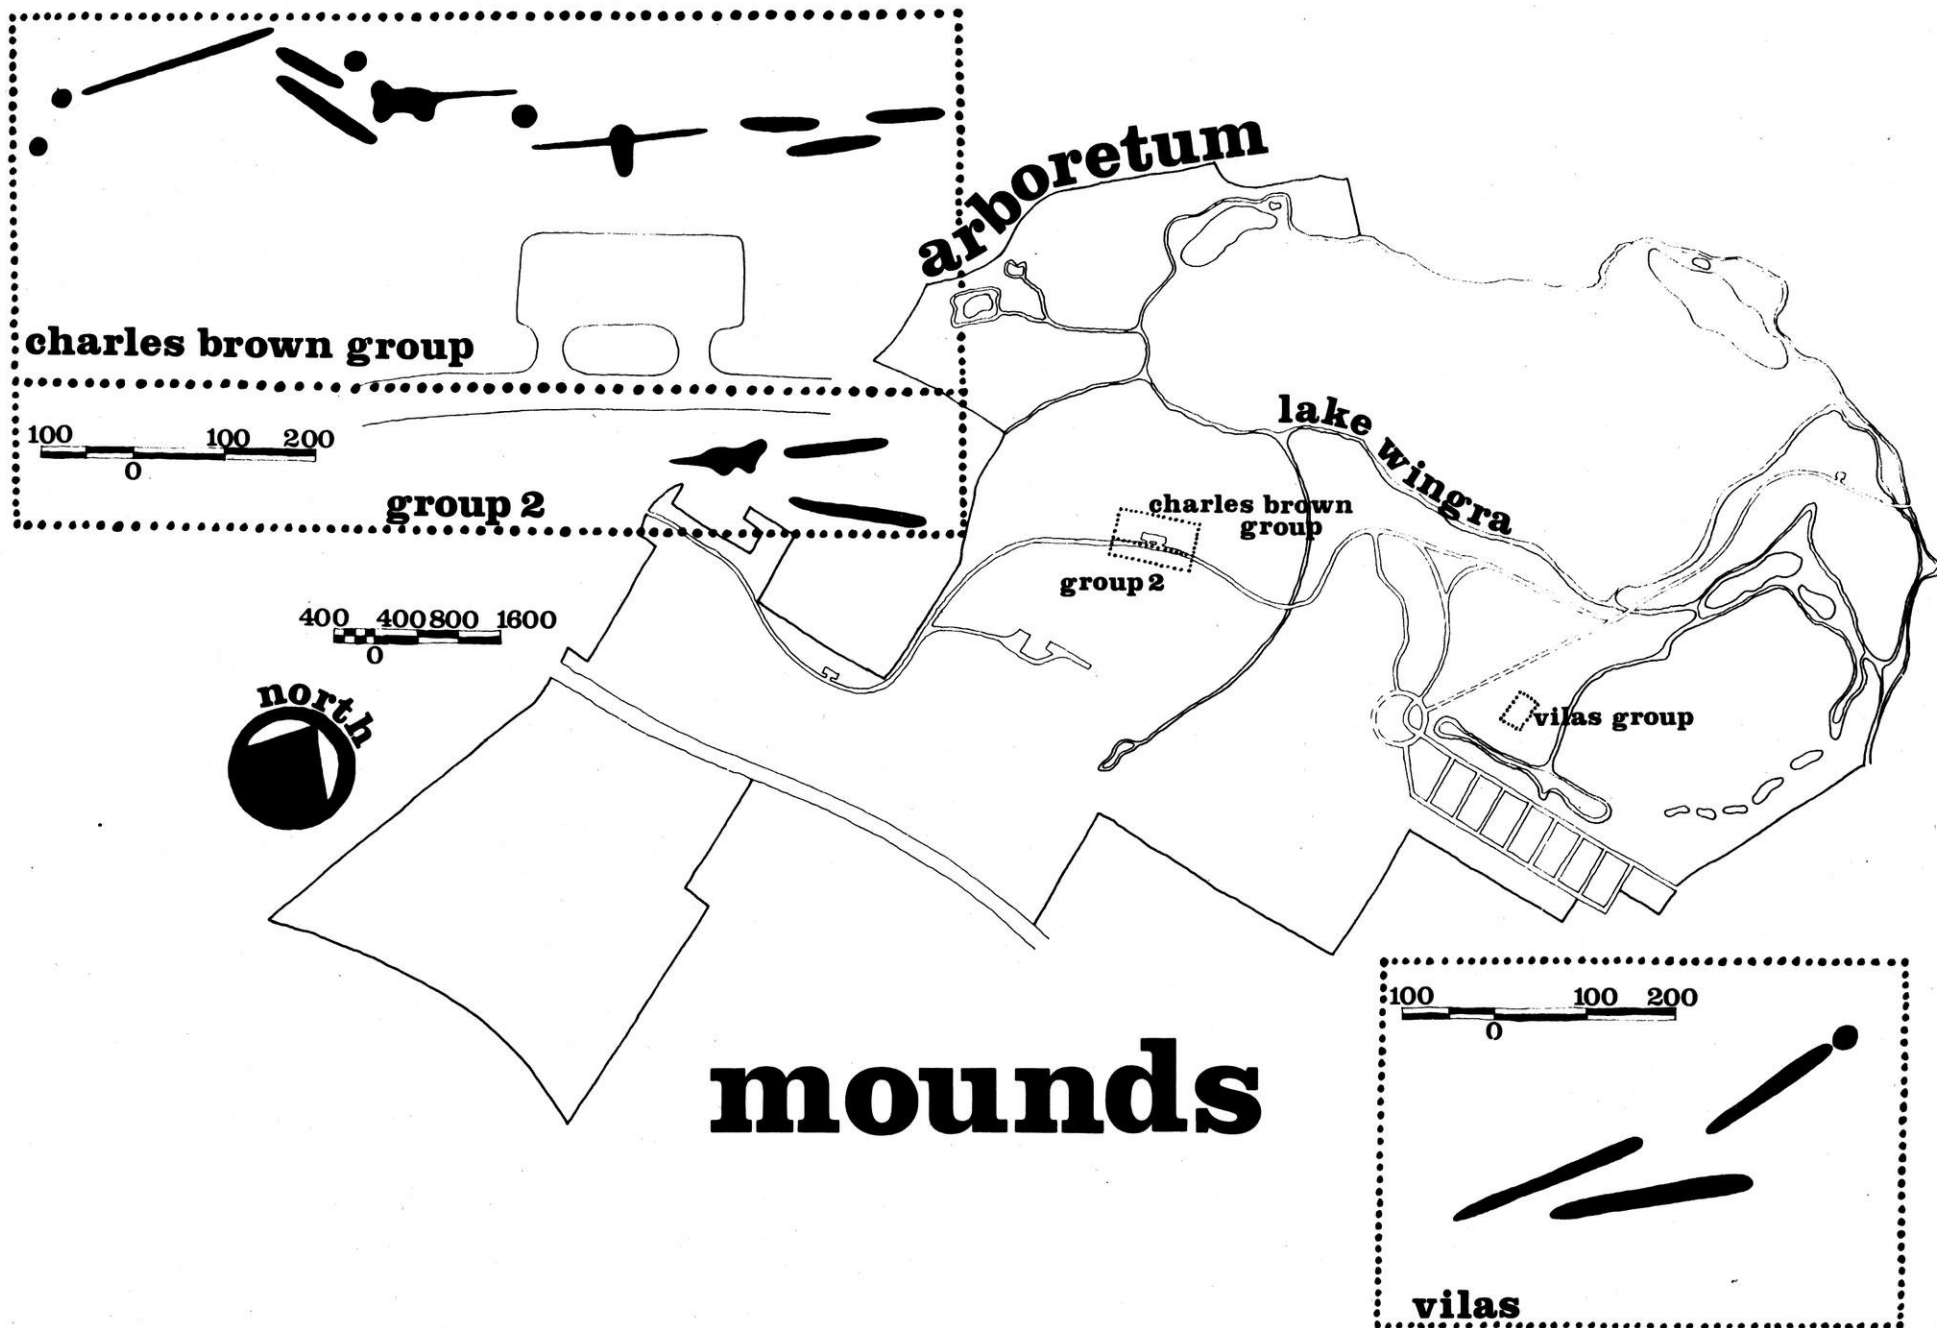 arboretum
charles brown group
100 100 200
0
group 2
lake wingra
charles brown
group
group 2
400 400 800 1600
0
north
vilas group
mounds
100 100 200
0
vilas